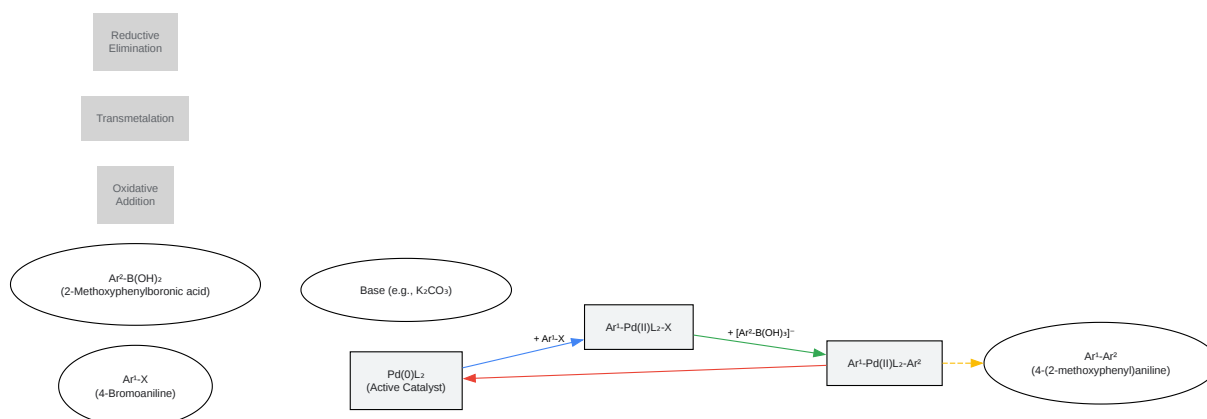 Reductive
Elimination
Transmetalation
Oxidative
Addition
Ar²-B(OH)₂
(2-Methoxyphenylboronic acid)
Base (e.g., K₂CO₃)
Ar¹-X
(4-Bromoaniline)
Pd(0)L₂
(Active Catalyst)
+ Ar¹-X
Ar¹-Pd(II)L₂-X
+ [Ar²-B(OH)₃]⁻
Ar¹-Pd(II)L₂-Ar²
Ar¹-Ar²
(4-(2-methoxyphenyl)aniline)